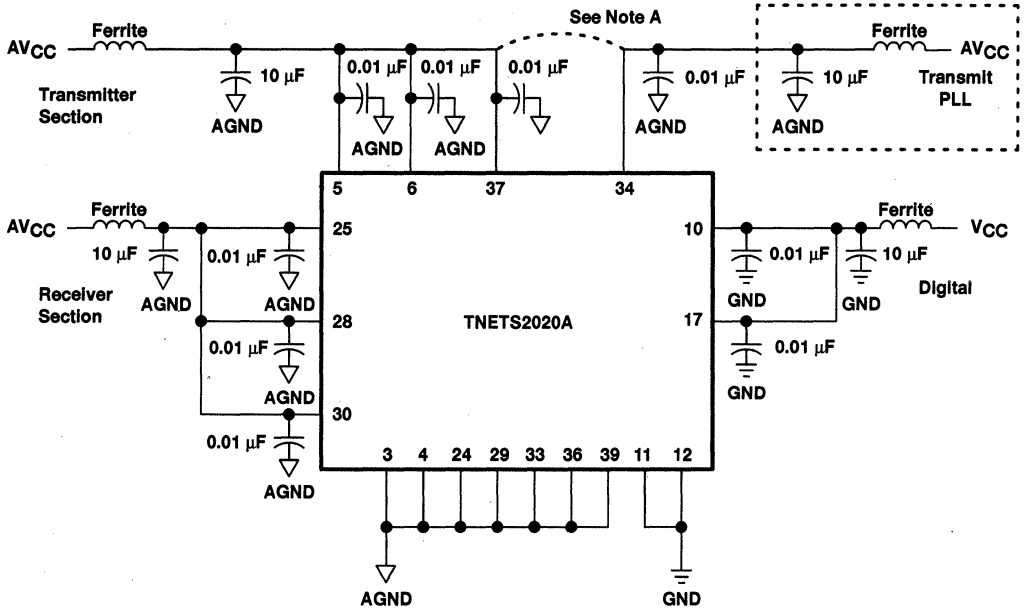 See Note A
Ferrite
AVCC
10 μF
AGND
Transmitter
Section
0.01 μF
0.01 μF
0.01 μF
AGND
AGND
0.01 μF
AGND
10 μF
AGND
Ferrite
AVCC
Transmit
PLL
5
6
37
34
Ferrite
AVCC
10 μF
AGND
0.01 μF
AGND
25
Receiver
Section
0.01 μF
AGND
28
0.01 μF
AGND
30
TNETS2020A
10
0.01 μF
GND
10 μF
GND
Ferrite
VCC
Digital
17
0.01 μF
GND
3
4
24
29
33
36
39
11
12
AGND
GND